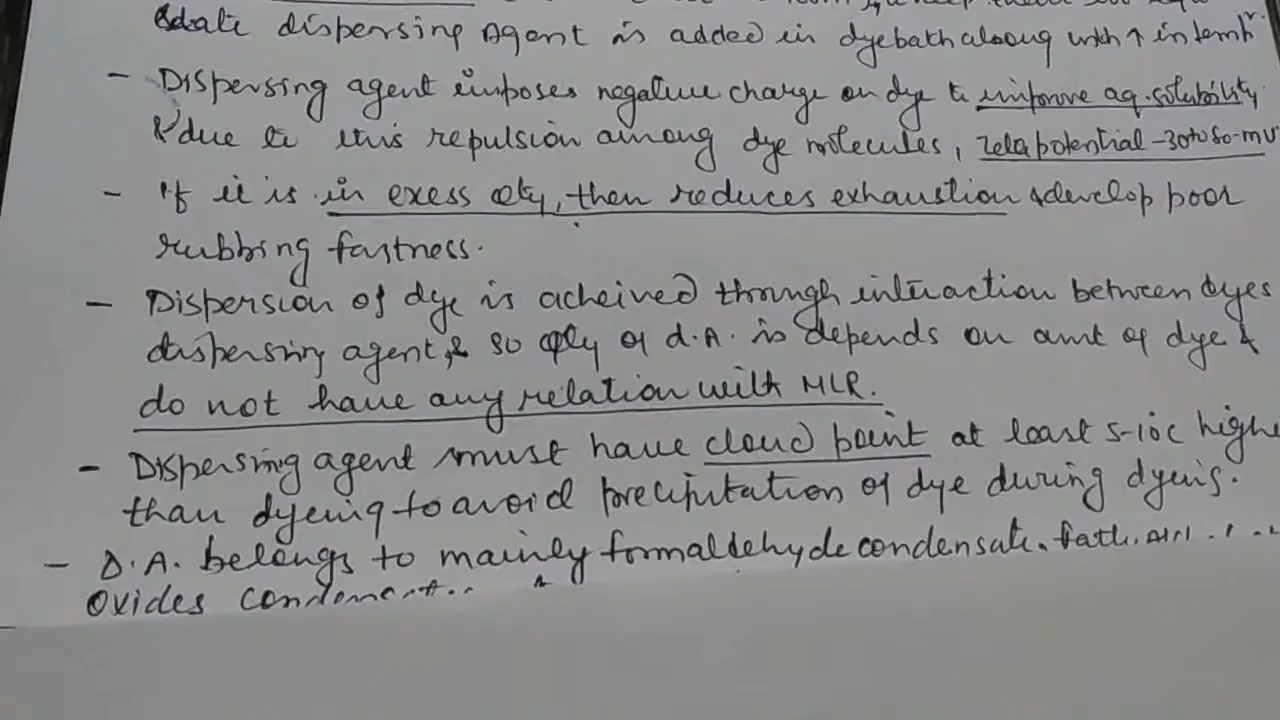 date dispersing Agent is added in dyebath along with ↑ in temp
- Dispersing agent imposes negative charge on dye to improve aq. solubility
& due to this repulsion among dye molecules, zeta potential -30 to 80-mV
- If it is in exess qty, then reduces exhaustion & develop poor
rubbing fastness.
- Dispersion of dye is acheived through interaction between dyes
dispersing agent, & so qty of d.A. is depends on amt of dye &
do not have any relation with MLR.
- Dispersing agent must have cloud point at least 5-10c highe
than dyeing to avoid precipitation of dye during dyeing.
- D.A. belongs to mainly formaldehyde condensate.
Oxides